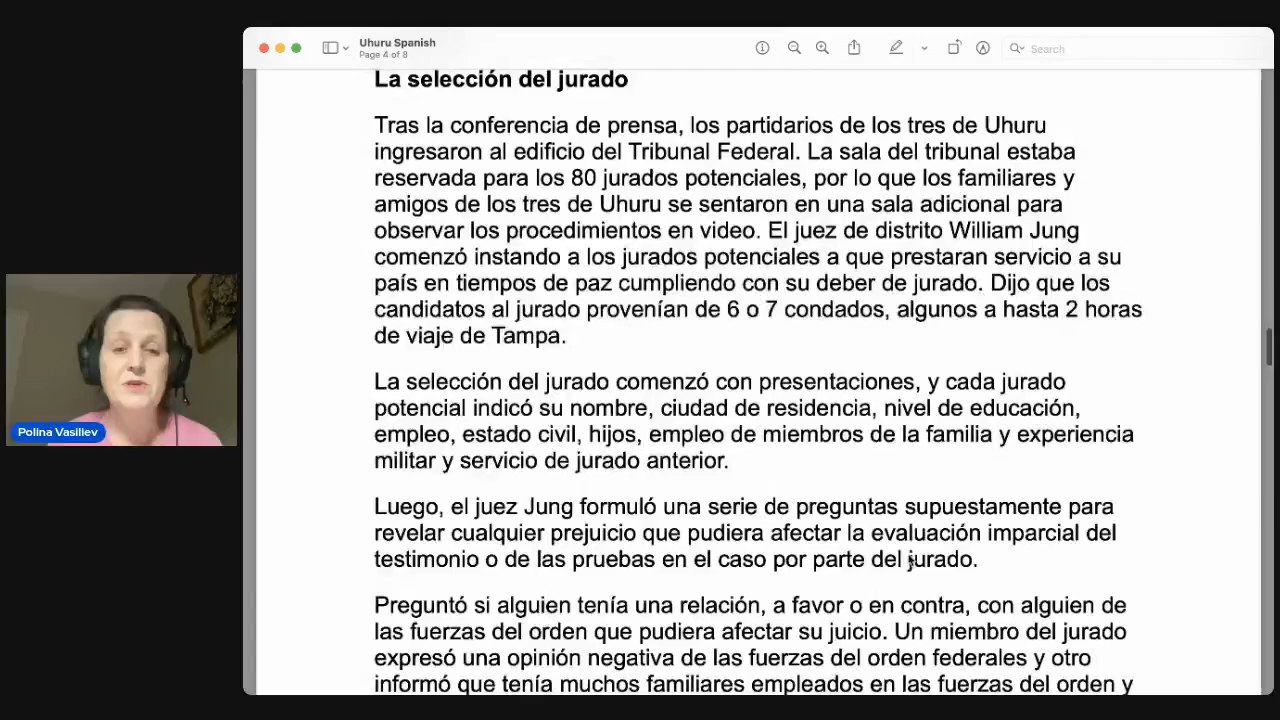 Uhuru Spanish
Page 4 of 8
Search
La selección del jurado
Tras la conferencia de prensa, los partidarios de los tres de Uhuru
ingresaron al edificio del Tribunal Federal. La sala del tribunal estaba
reservada para los 80 jurados potenciales, por lo que los familiares y
amigos de los tres de Uhuru se sentaron en una sala adicional para
observar los procedimientos en video. El juez de distrito William Jung
comenzó instando a los jurados potenciales a que prestaran servicio a su
país en tiempos de paz cumpliendo con su deber de jurado. Dijo que los
candidatos al jurado provenían de 6 o 7 condados, algunos a hasta 2 horas
de viaje de Tampa.
La selección del jurado comenzó con presentaciones, y cada jurado
potencial indicó su nombre, ciudad de residencia, nivel de educación,
empleo, estado civil, hijos, empleo de miembros de la familia y experiencia
militar y servicio de jurado anterior.
Luego, el juez Jung formuló una serie de preguntas supuestamente para
revelar cualquier prejuicio que pudiera afectar la evaluación imparcial del
testimonio o de las pruebas en el caso por parte del jurado.
Preguntó si alguien tenía una relación, a favor o en contra, con alguien de
las fuerzas del orden que pudiera afectar su juicio. Un miembro del jurado
expresó una opinión negativa de las fuerzas del orden federales y otro
informó que tenía muchos familiares empleados en las fuerzas del orden y
Polina Vasiliev